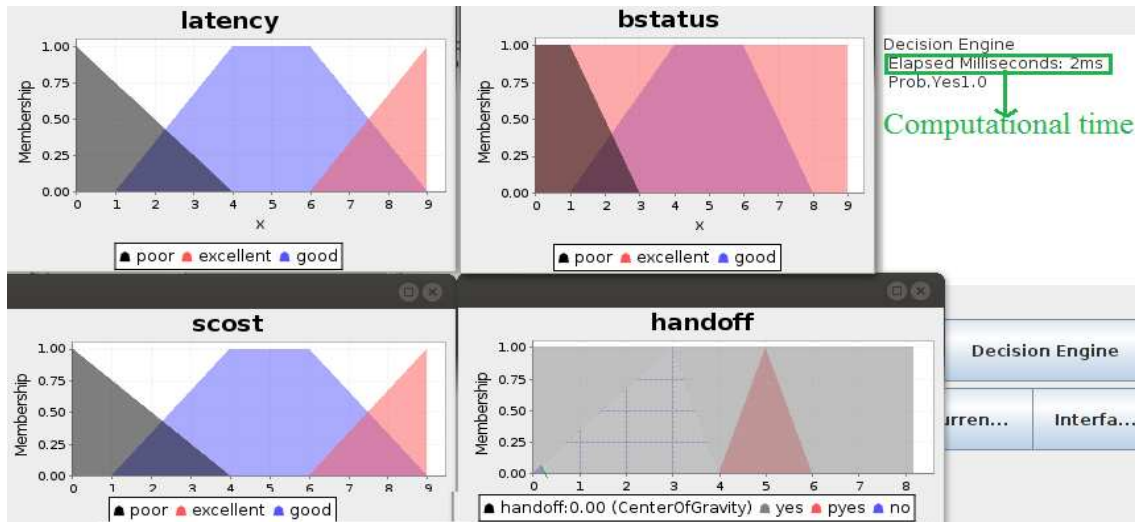 latency
1.00
0.75
0.50
0.25
0.00
Membership
0 1 2 3 4 5 6 7 8 9
X
poor excellent good
bstatus
1.00
0.75
0.50
0.25
0.00
Membership
0 1 2 3 4 5 6 7 8 9
X
poor excellent good
Decision Engine
Elapsed Milliseconds: 2ms
Prob.Yes1.0
Computational time
scost
1.00
0.75
0.50
0.25
0.00
Membership
0 1 2 3 4 5 6 7 8 9
poor excellent good
handoff
1.00
0.75
0.50
0.25
0.00
Membership
0 1 2 3 4 5 6 7 8
handoff:0.00 (CenterOfGravity) yes pyes no
Decision Engine
urren... Interfa...